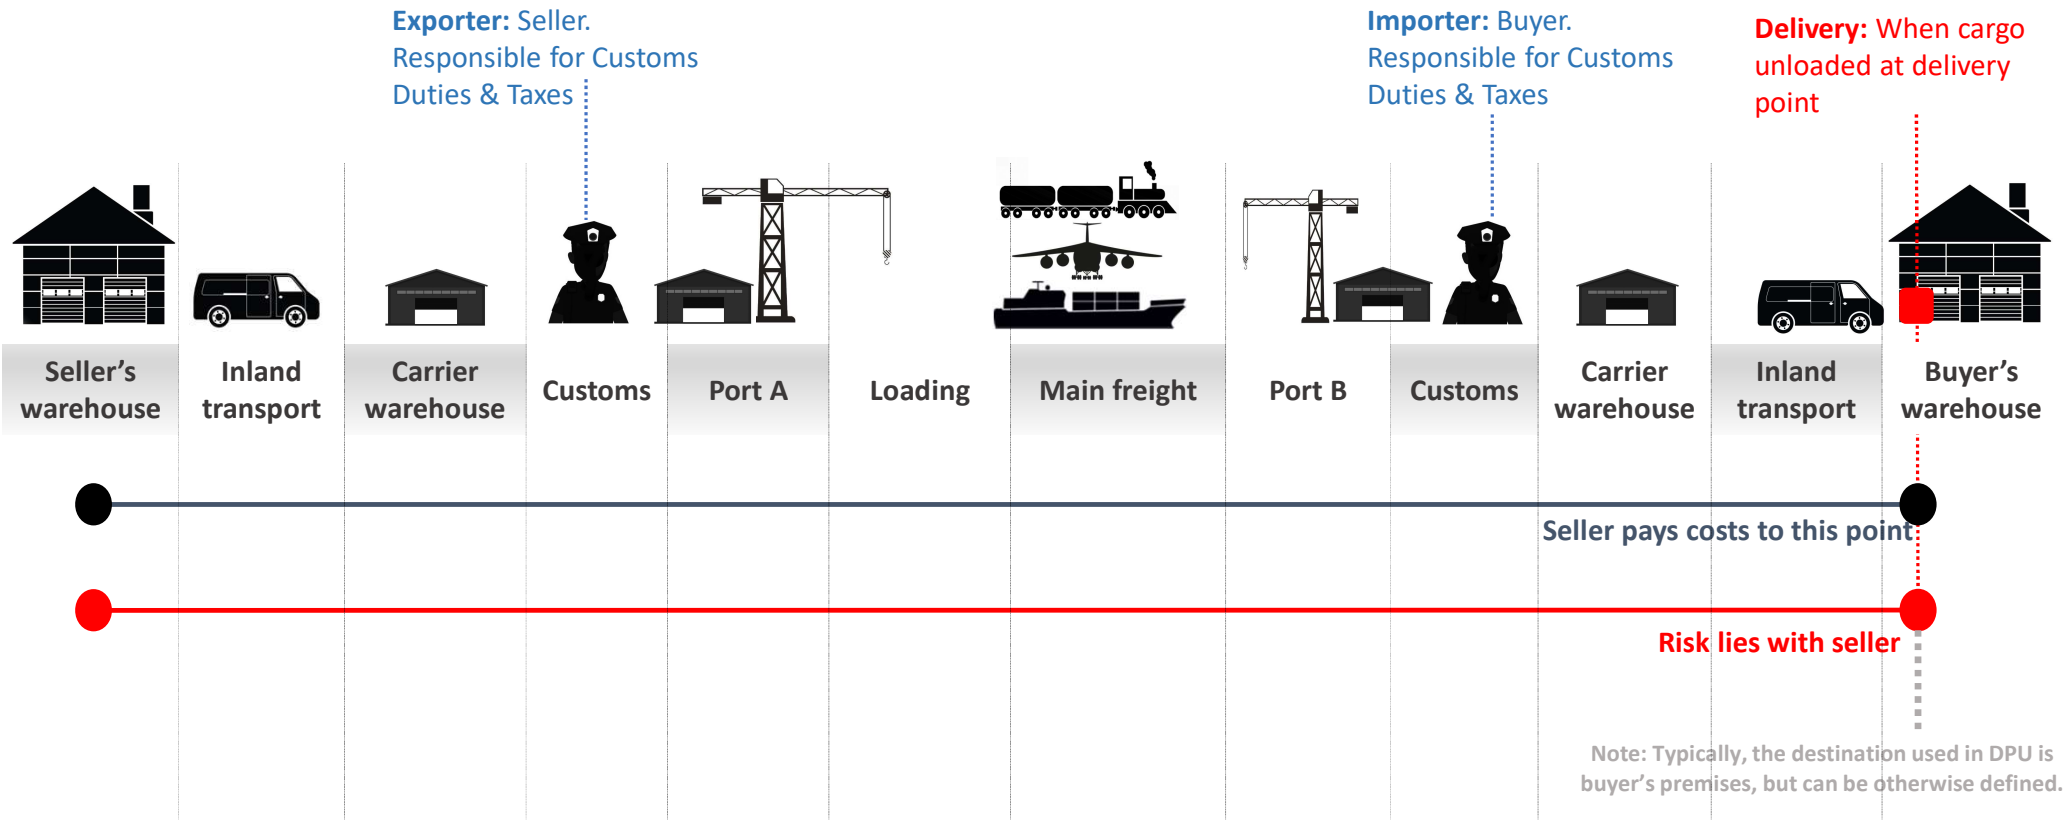 Exporter: Seller.
Responsible for Customs
Duties & Taxes
Importer: Buyer.
Responsible for Customs
Duties & Taxes
Delivery: When cargo
unloaded at delivery
point
Seller's
warehouse
Inland
transport
Carrier
warehouse
Customs
Port A
Loading
Main freight
Port B
Customs
Carrier
warehouse
Inland
transport
Buyer's
warehouse
Seller pays costs to this point
Risk lies with seller
Note: Typically, the destination used in DPU is
buyer's premises, but can be otherwise defined.